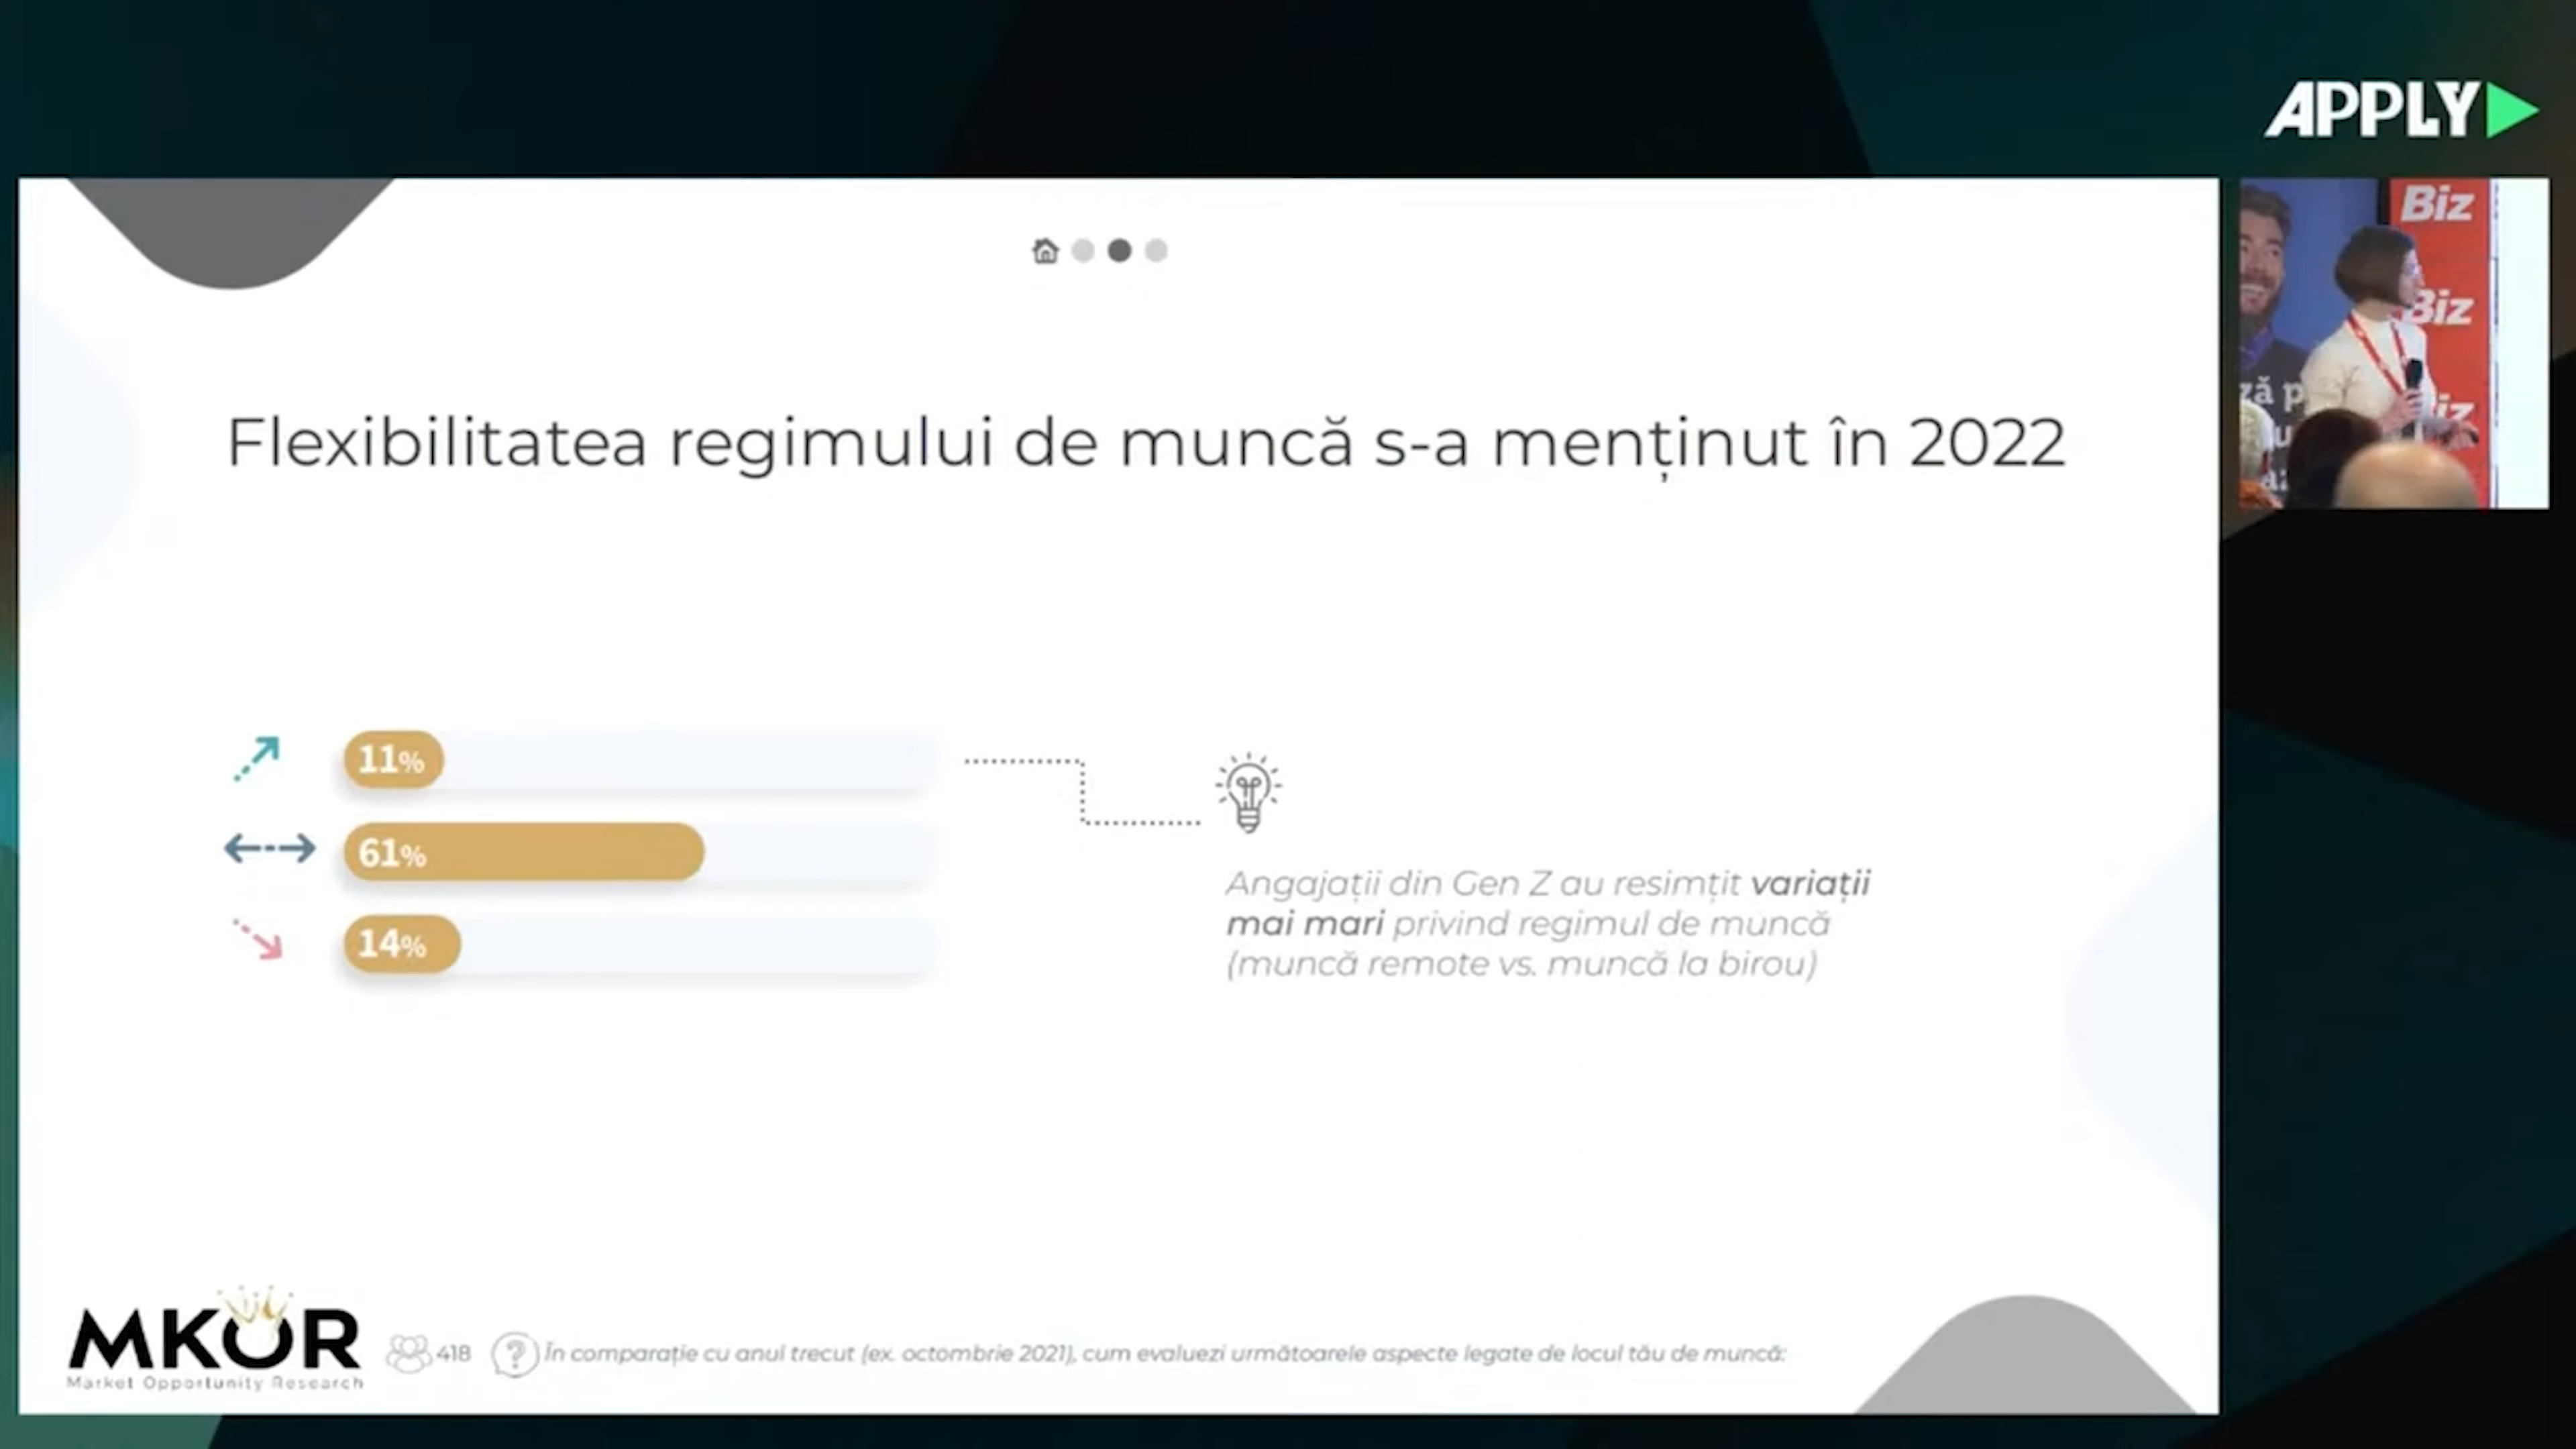 APPLY
Biz
Biz
iz
ză p
Flexibilitatea regimului de muncă s-a menținut în 2022
11%
61%
14%
Angajații din Gen Z au resimțit variații
mai mari privind regimul de muncă
(muncă remote vs. muncă la birou)
MKOR
Market Opportunity Research
418
? În comparație cu anul trecut (ex. octombrie 2021), cum evaluezi următoarele aspecte legate de locul tău de muncă: